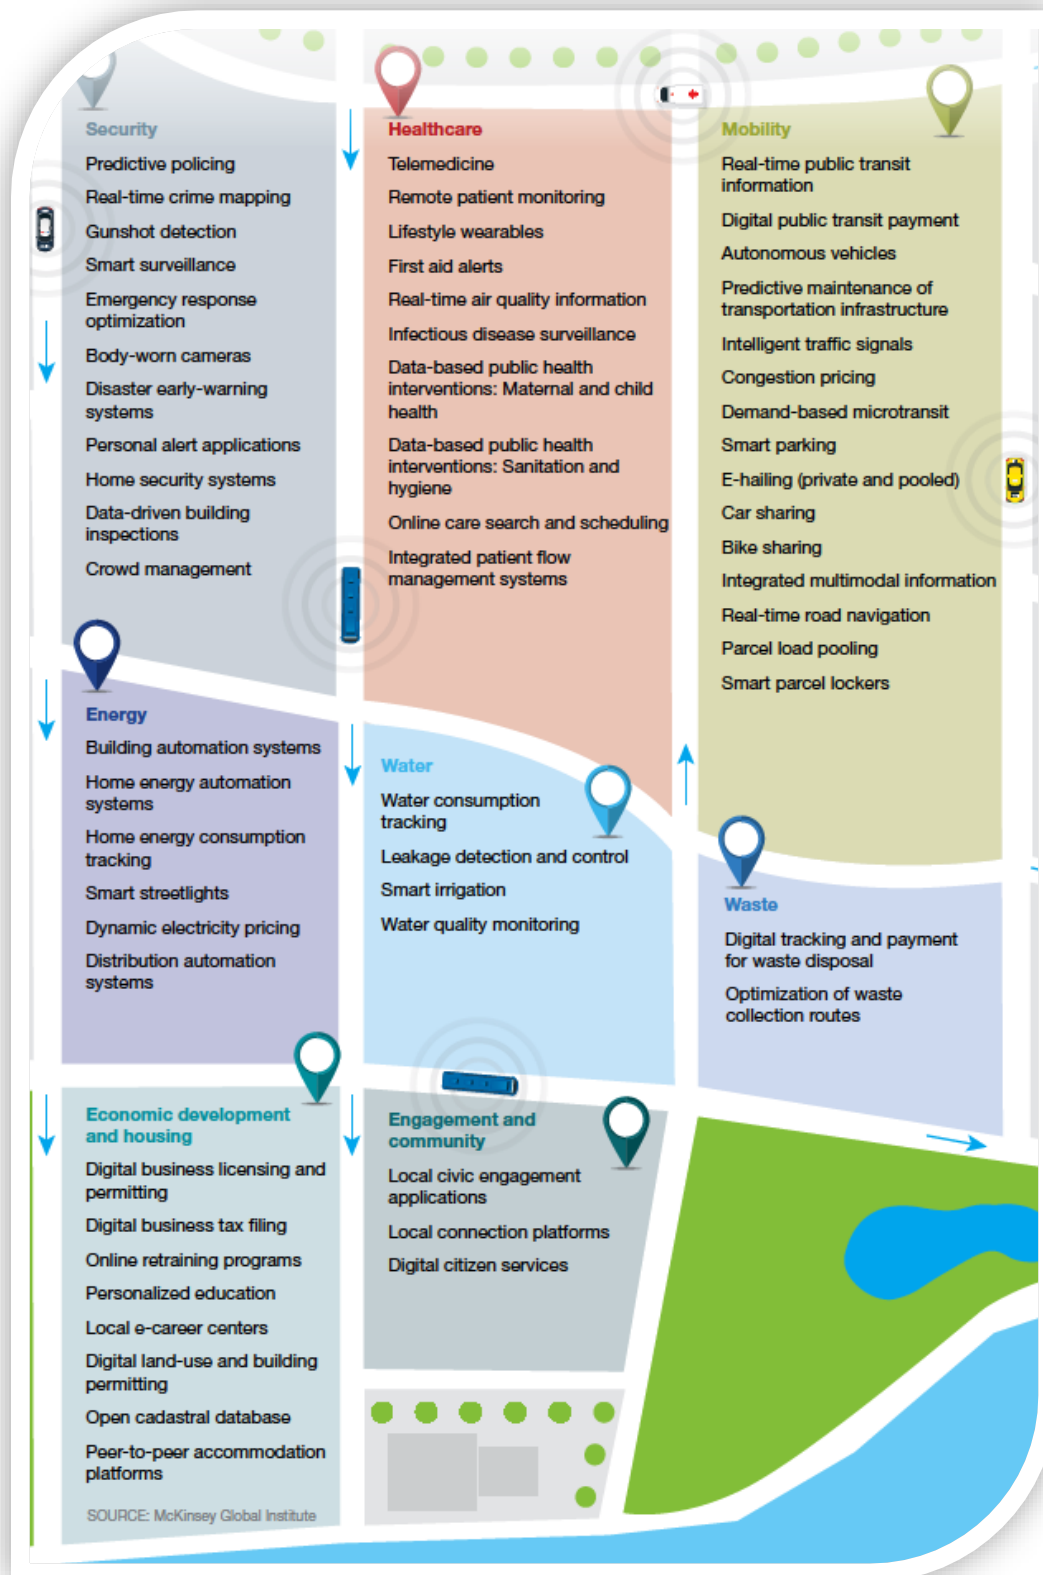 Security
Predictive policing
Real-time crime mapping
Gunshot detection
Smart surveillance
Emergency response
optimization
Body-worn cameras
Disaster early-warning
systems
Personal alert applications
Home security systems
Data-driven building
inspections
Crowd management
Healthcare
Telemedicine
Remote patient monitoring
Lifestyle wearables
First aid alerts
Real-time air quality information
Infectious disease surveillance
Data-based public health
interventions: Maternal and child
health
Data-based public health
interventions: Sanitation and
hygiene
Online care search and scheduling
Integrated patient flow
management systems
Mobility
Real-time public transit
information
Digital public transit payment
Autonomous vehicles
Predictive maintenance of
transportation infrastructure
Intelligent traffic signals
Congestion pricing
Demand-based microtransit
Smart parking
E-hailing (private and pooled)
Car sharing
Bike sharing
Integrated multimodal information
Real-time road navigation
Parcel load pooling
Smart parcel lockers
Energy
Building automation systems
Home energy automation
systems
Home energy consumption
tracking
Smart streetlights
Dynamic electricity pricing
Distribution automation
systems
Water
Water consumption
tracking
Leakage detection and control
Smart irrigation
Water quality monitoring
Waste
Digital tracking and payment
for waste disposal
Optimization of waste
collection routes
Economic development
and housing
Digital business licensing and
permitting
Digital business tax filing
Online retraining programs
Personalized education
Local e-career centers
Digital land-use and building
permitting
Open cadastral database
Peer-to-peer accommodation
platforms
Engagement and
community
Local civic engagement
applications
Local connection platforms
Digital citizen services
SOURCE: McKinsey Global Institute